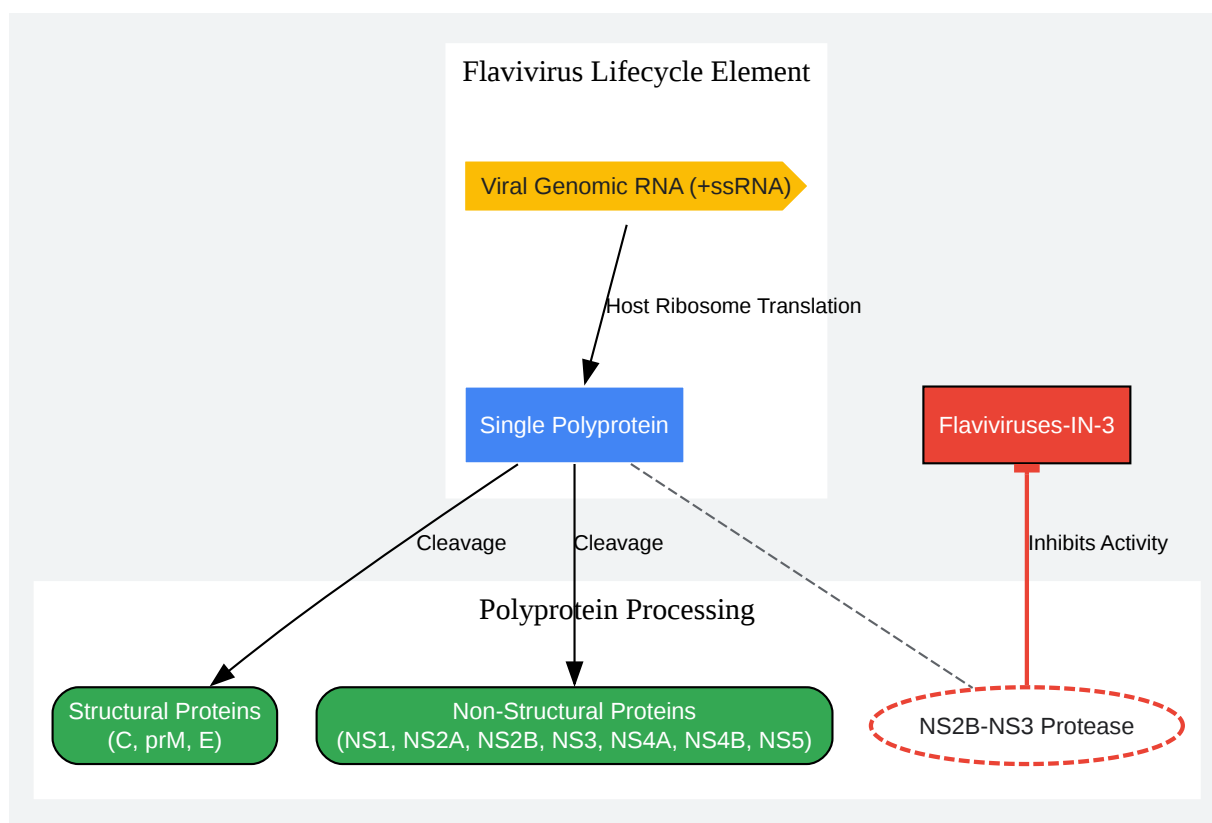 Flavivirus Lifecycle Element
Viral Genomic RNA (+ssRNA)
Host Ribosome Translation
Single Polyprotein
Flaviviruses-IN-3
Cleavage
Cleavage
Inhibits Activity
Polyprotein Processing
Structural Proteins
(C, prM, E)
Non-Structural Proteins
(NS1, NS2A, NS2B, NS3, NS4A, NS4B, NS5)
NS2B-NS3 Protease